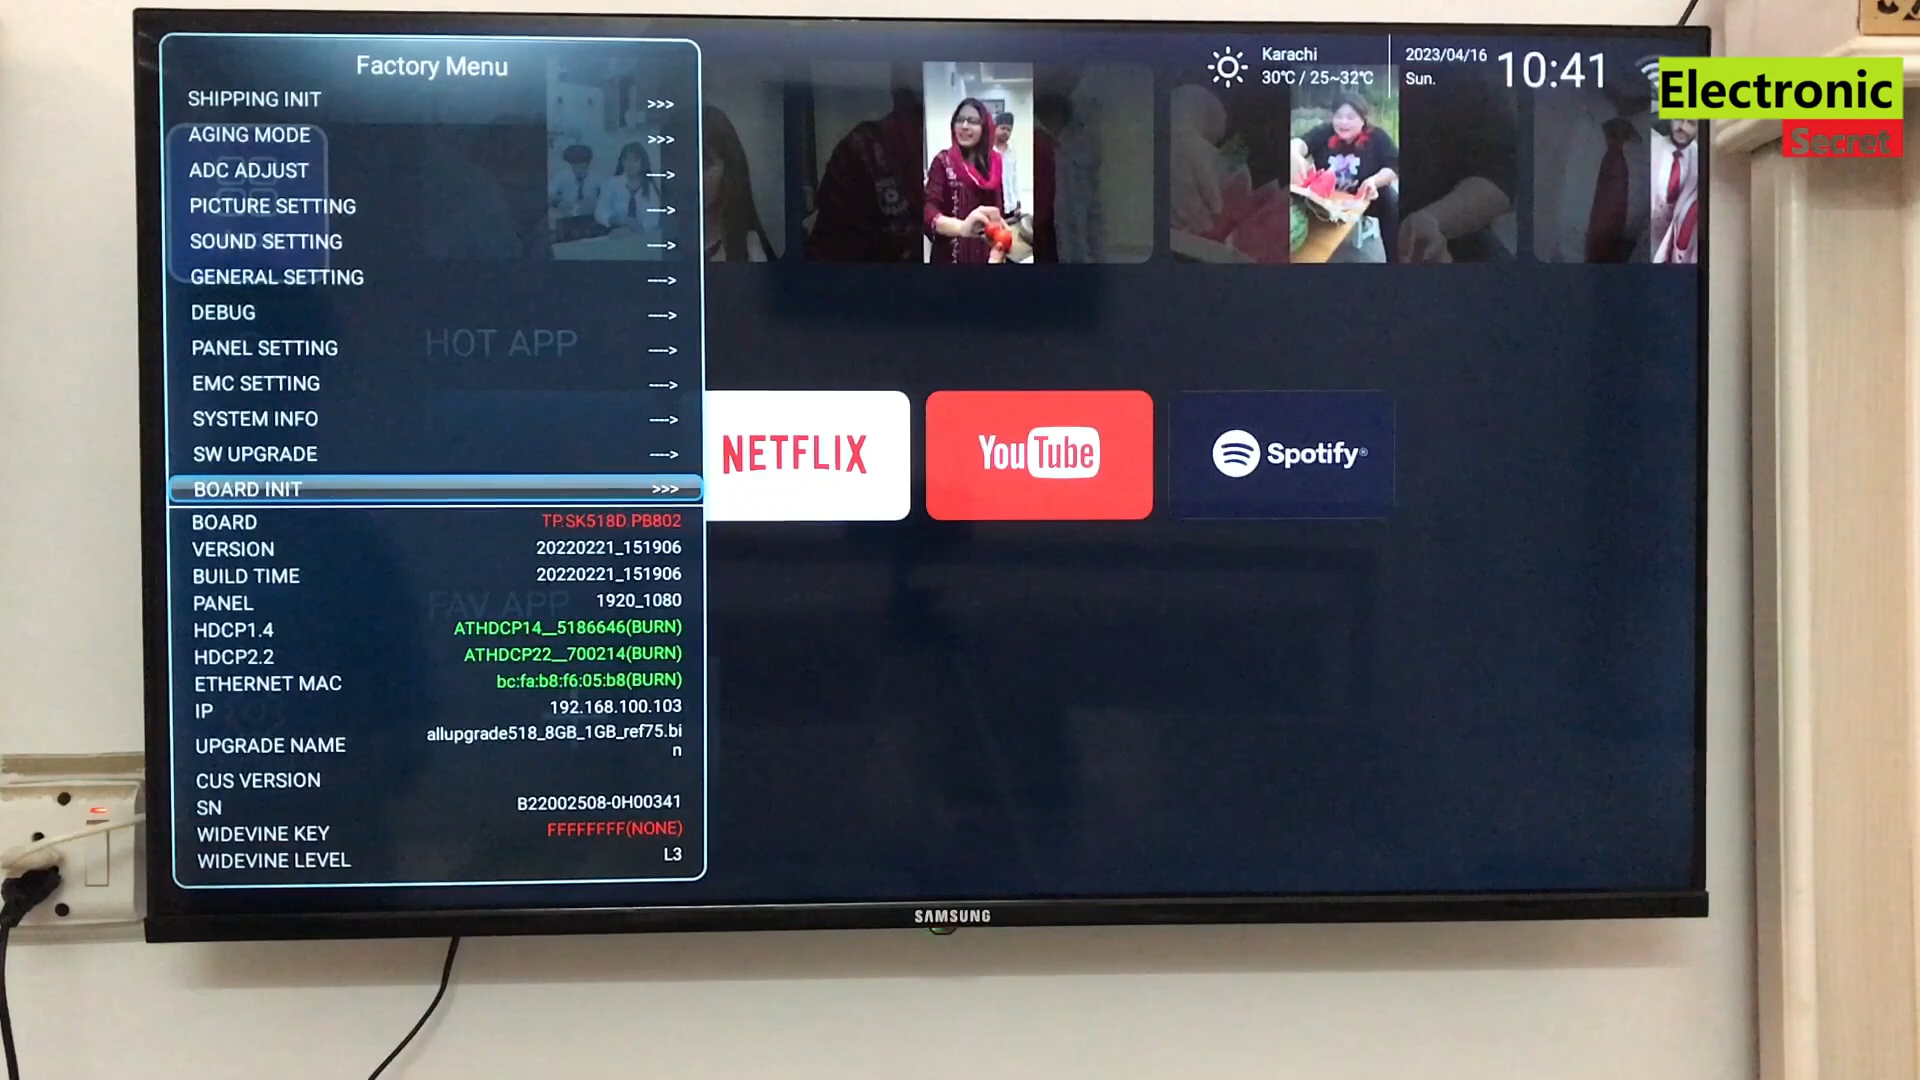 Factory Menu
SHIPPING INIT >>>
AGING MODE >>>
ADC ADJUST --->
PICTURE SETTING --->
SOUND SETTING --->
GENERAL SETTING --->
DEBUG --->
PANEL SETTING --->
EMC SETTING --->
SYSTEM INFO --->
SW UPGRADE --->
BOARD INIT >>>
BOARD TP.SK518D.PB802
VERSION 20220221_151906
BUILD TIME 20220221_151906
PANEL 1920_1080
HDCP1.4 ATHDCP14__5186646(BURN)
HDCP2.2 ATHDCP22__700214(BURN)
ETHERNET MAC bc:fa:b8:f6:05:b8(BURN)
IP 192.168.100.103
UPGRADE NAME allupgrade518_8GB_1GB_ref75.bi
n
CUS VERSION
SN B22002508-0H00341
WIDEVINE KEY FFFFFFFF(NONE)
WIDEVINE LEVEL L3
HOT APP
FAV APP
Karachi
30℃ / 25~32℃
2023/04/16
Sun.
10:41
Electronic
Secret
NETFLIX
YouTube
Spotify®
SAMSUNG